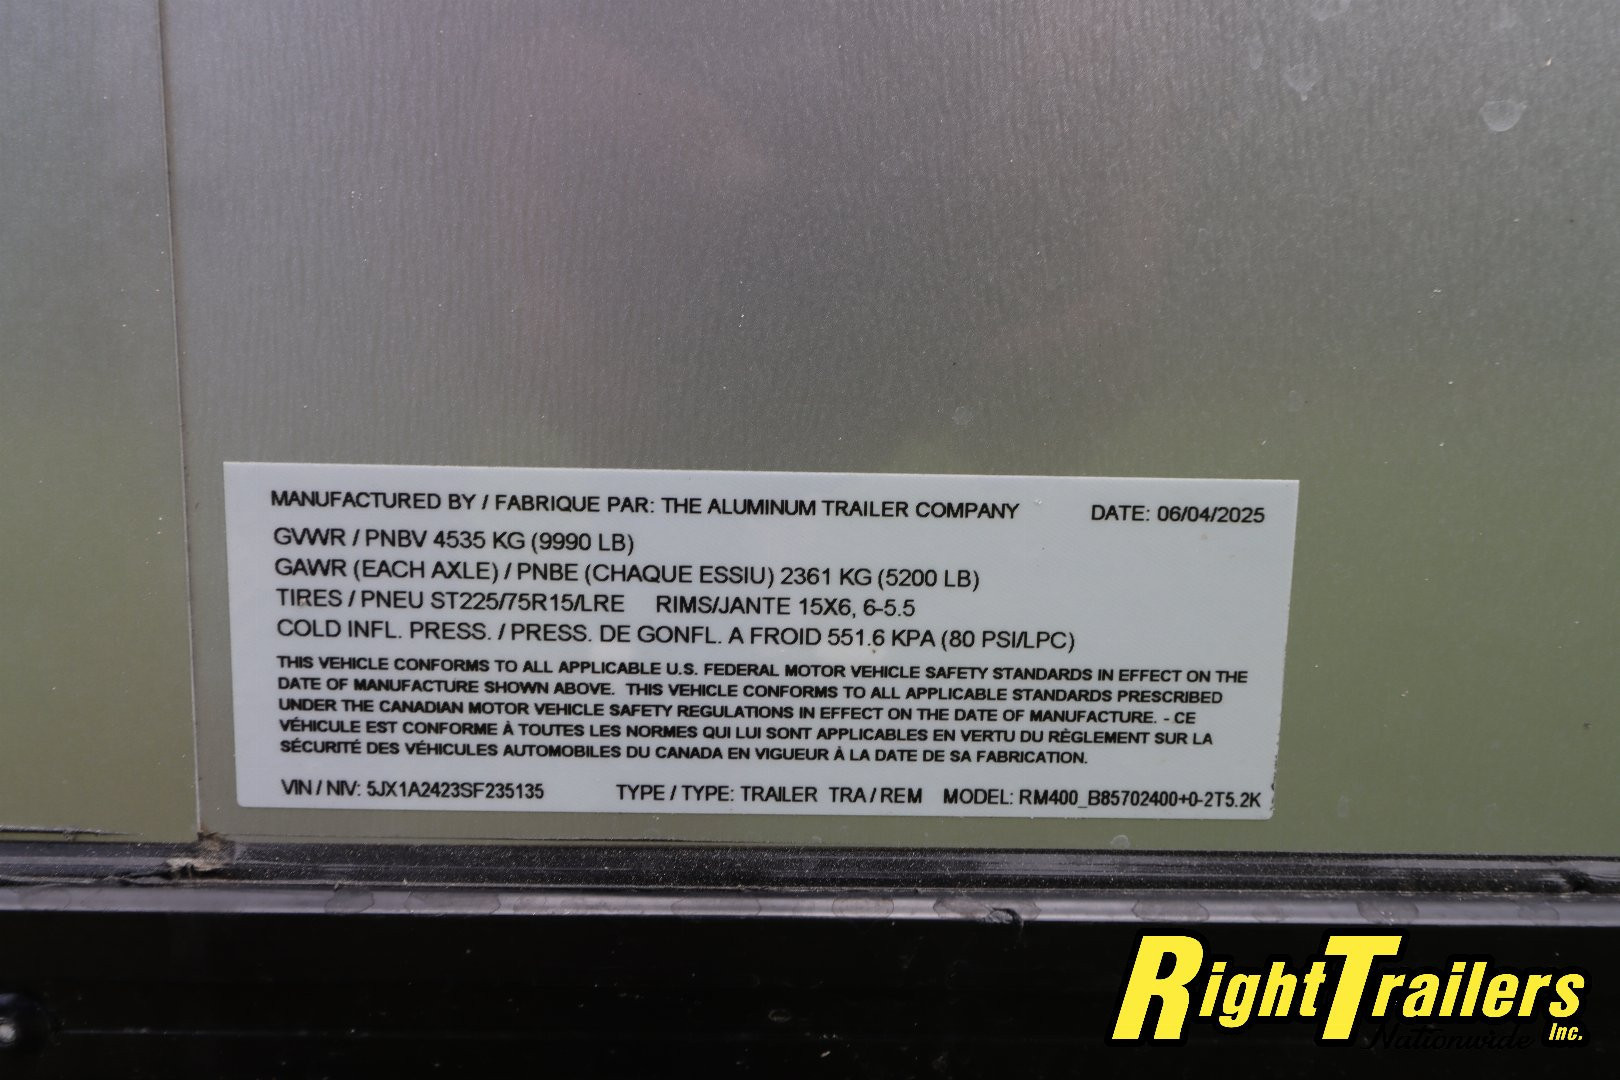 MANUFACTURED BY / FABRIQUE PAR: THE ALUMINUM TRAILER COMPANY DATE: 06/04/2025
GVWR / PNBV 4535 KG (9990 LB)
GAWR (EACH AXLE) / PNBE (CHAQUE ESSIU) 2361 KG (5200 LB)
TIRES / PNEU ST225/75R15/LRE RIMS/JANTE 15X6, 6-5.5
COLD INFL. PRESS. / PRESS. DE GONFL. A FROID 551.6 KPA (80 PSI/LPC)
THIS VEHICLE CONFORMS TO ALL APPLICABLE U.S. FEDERAL MOTOR VEHICLE SAFETY STANDARDS IN EFFECT ON THE
DATE OF MANUFACTURE SHOWN ABOVE. THIS VEHICLE CONFORMS TO ALL APPLICABLE STANDARDS PRESCRIBED
UNDER THE CANADIAN MOTOR VEHICLE SAFETY REGULATIONS IN EFFECT ON THE DATE OF MANUFACTURE. - CE
VÉHICULE EST CONFORME À TOUTES LES NORMES QUI LUI SONT APPLICABLES EN VERTU DU RÈGLEMENT SUR LA
SÉCURITÉ DES VÉHICULES AUTOMOBILES DU CANADA EN VIGUEUR À LA DATE DE SA FABRICATION.
VIN / NIV: 5JX1A2423SF235135 TYPE / TYPE: TRAILER TRA / REM MODEL: RM400_B85702400+0-2T5.2K
RightTrailers
Nationwide Inc.